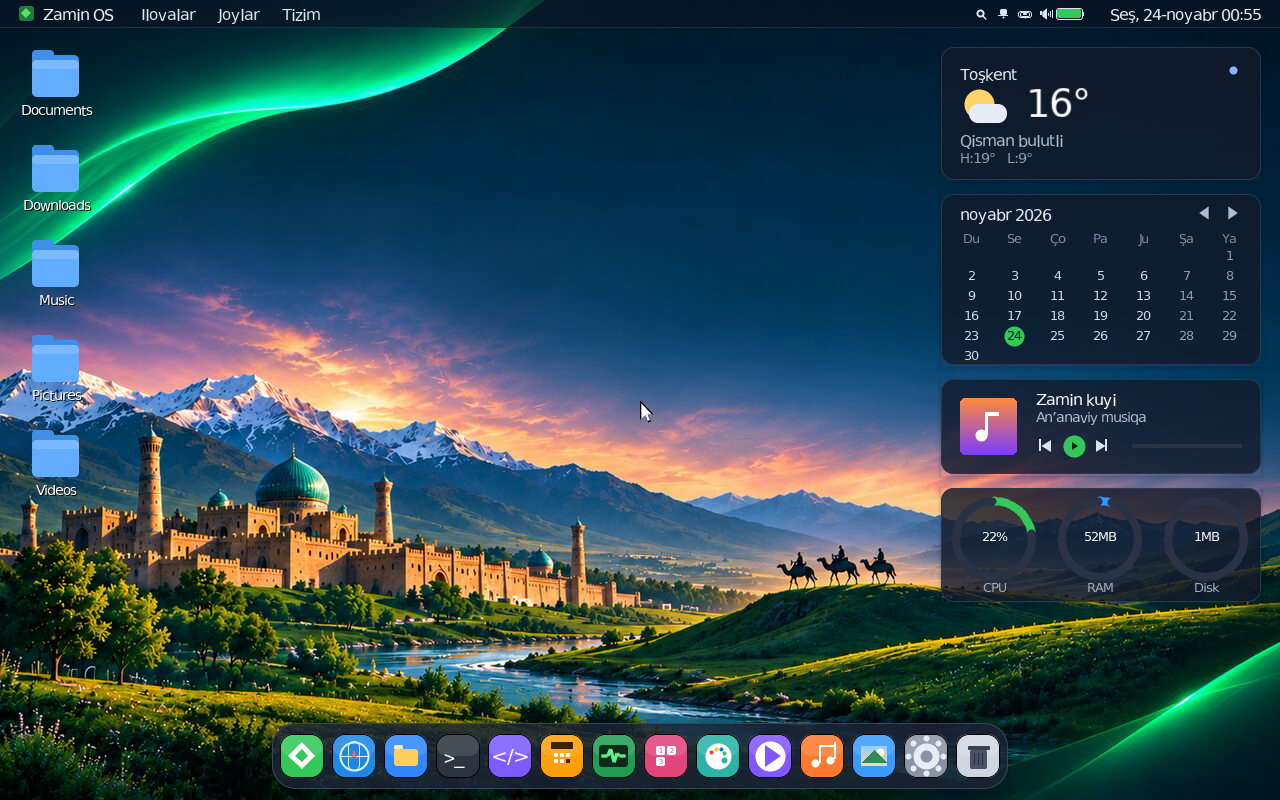 Zamin OS Ilovalar Joylar Tizim Seş, 24-noyabr 00:55
Documents
Downloads
Music
Pictures
Videos
Toşkent
16°
Qisman bulutli
H:19° L:9°
noyabr 2026
Du Se Ço Pa Ju Şa Ya
1
2 3 4 5 6 7 8
9 10 11 12 13 14 15
16 17 18 19 20 21 22
23 24 25 26 27 28 29
30
Zamin kuyi
An’anaviy musiqa
22% 52MB 1MB
CPU RAM Disk
>_ </> 1 2 3